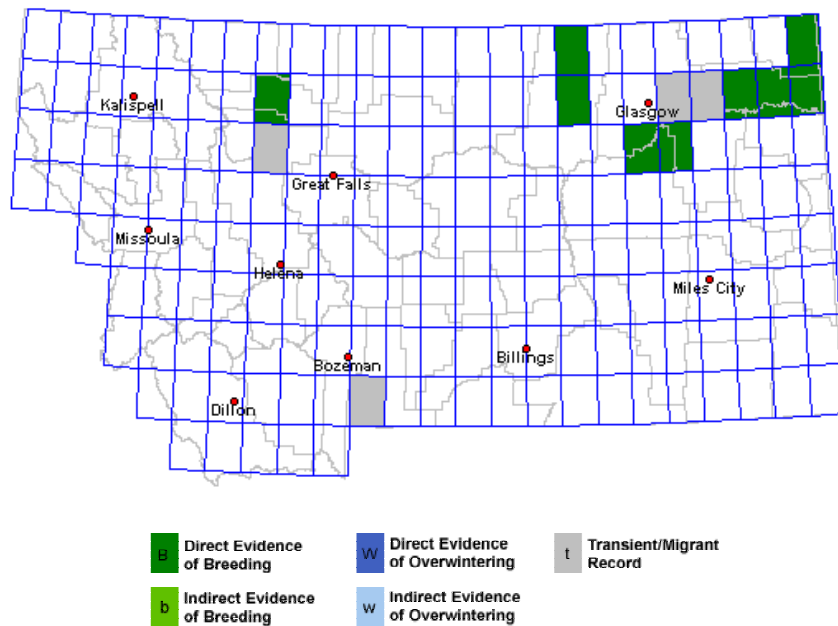 Kalispell
Glasgow
Great Falls
Missoula
Helena
Miles City
Bozeman
Billings
Dillon
B Direct Evidence of Breeding
W Direct Evidence of Overwintering
t Transient/Migrant Record
b Indirect Evidence of Breeding
w Indirect Evidence of Overwintering